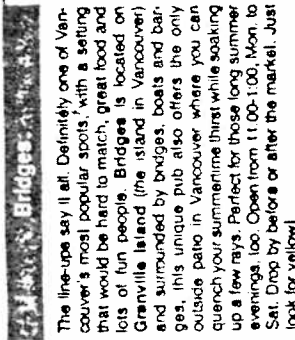 Bridges
The line-ups say it all. Definitely one of Van-
couver's most popular spots, with a setting
that would be hard to match, great food and
lots of fun people. Bridges is located on
Granville Island (the island in Vancouver)
and surrounded by bridges, boats and bar-
ges, this unique pub also offers the only
outside patio in Vancouver where you can
quench your summertime thirst while soaking
up a few rays. Perfect for those long summer
evenings, too. Open from 11:00-1:00, Mon. to
Sat. Drop by before or after the market. Just
look for yellow!